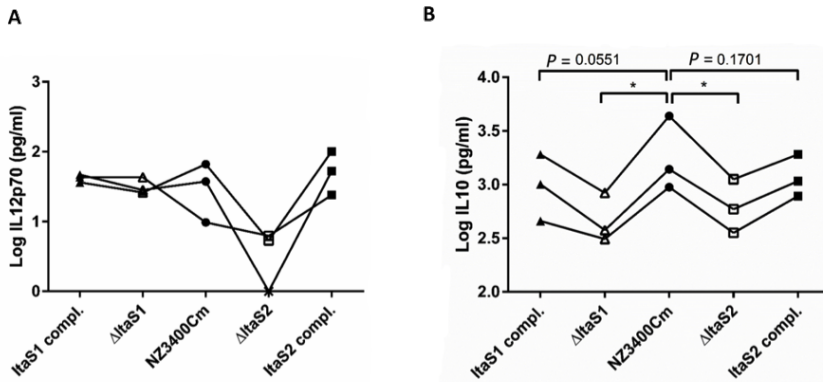 A
Log IL12p70 (pg/ml)
3
2
1
0
ltaS1 compl.
ΔltaS1
NZ3400Cm
ΔltaS2
ltaS2 compl.
B
P = 0.0551
P = 0.1701
*
*
Log IL10 (pg/ml)
4.0
3.5
3.0
2.5
2.0
ltaS1 compl.
ΔltaS1
NZ3400Cm
ΔltaS2
ltaS2 compl.